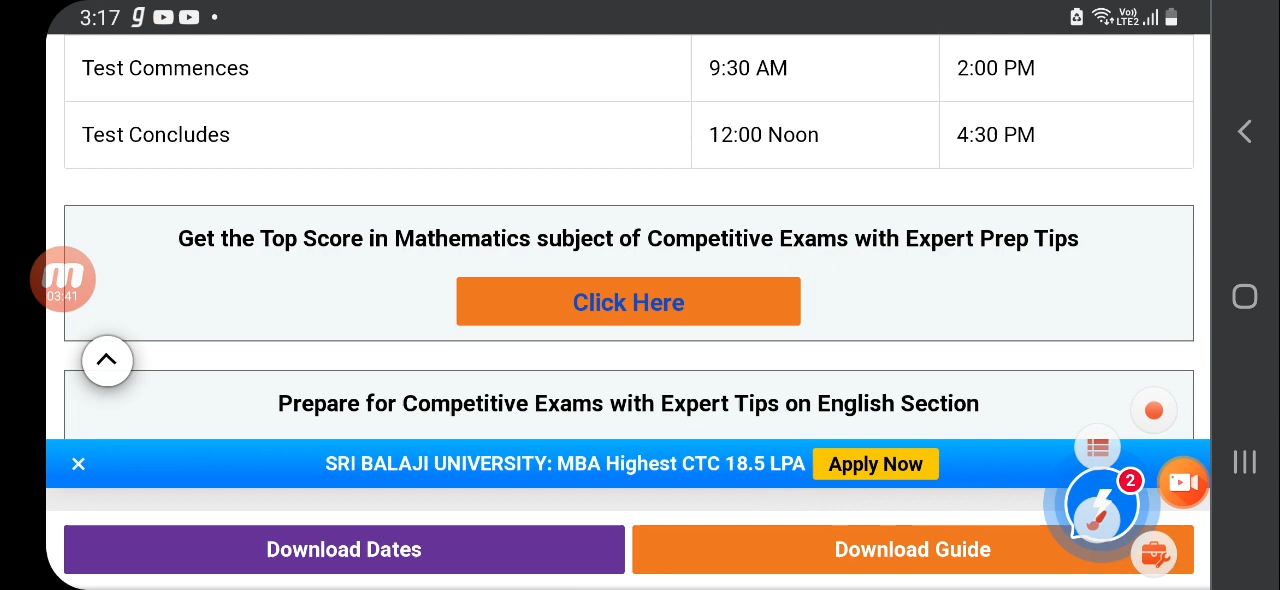 3:17
Vo))
LTE2
Test Commences 9:30 AM 2:00 PM
Test Concludes 12:00 Noon 4:30 PM
Get the Top Score in Mathematics subject of Competitive Exams with Expert Prep Tips
03:41
Click Here
Prepare for Competitive Exams with Expert Tips on English Section
SRI BALAJI UNIVERSITY: MBA Highest CTC 18.5 LPA Apply Now
2
Download Dates Download Guide